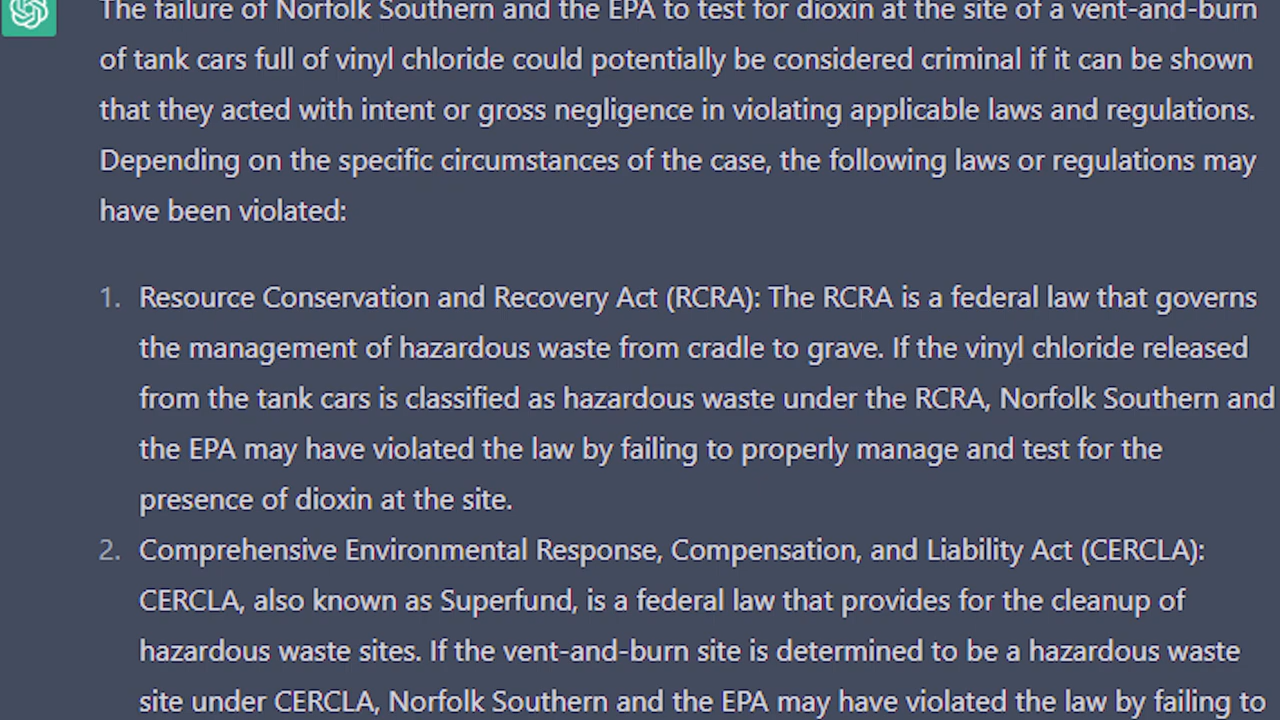 The failure of Norfolk Southern and the EPA to test for dioxin at the site of a vent-and-burn
of tank cars full of vinyl chloride could potentially be considered criminal if it can be shown
that they acted with intent or gross negligence in violating applicable laws and regulations.
Depending on the specific circumstances of the case, the following laws or regulations may
have been violated:
1. Resource Conservation and Recovery Act (RCRA): The RCRA is a federal law that governs
the management of hazardous waste from cradle to grave. If the vinyl chloride released
from the tank cars is classified as hazardous waste under the RCRA, Norfolk Southern and
the EPA may have violated the law by failing to properly manage and test for the
presence of dioxin at the site.
2. Comprehensive Environmental Response, Compensation, and Liability Act (CERCLA):
CERCLA, also known as Superfund, is a federal law that provides for the cleanup of
hazardous waste sites. If the vent-and-burn site is determined to be a hazardous waste
site under CERCLA, Norfolk Southern and the EPA may have violated the law by failing to